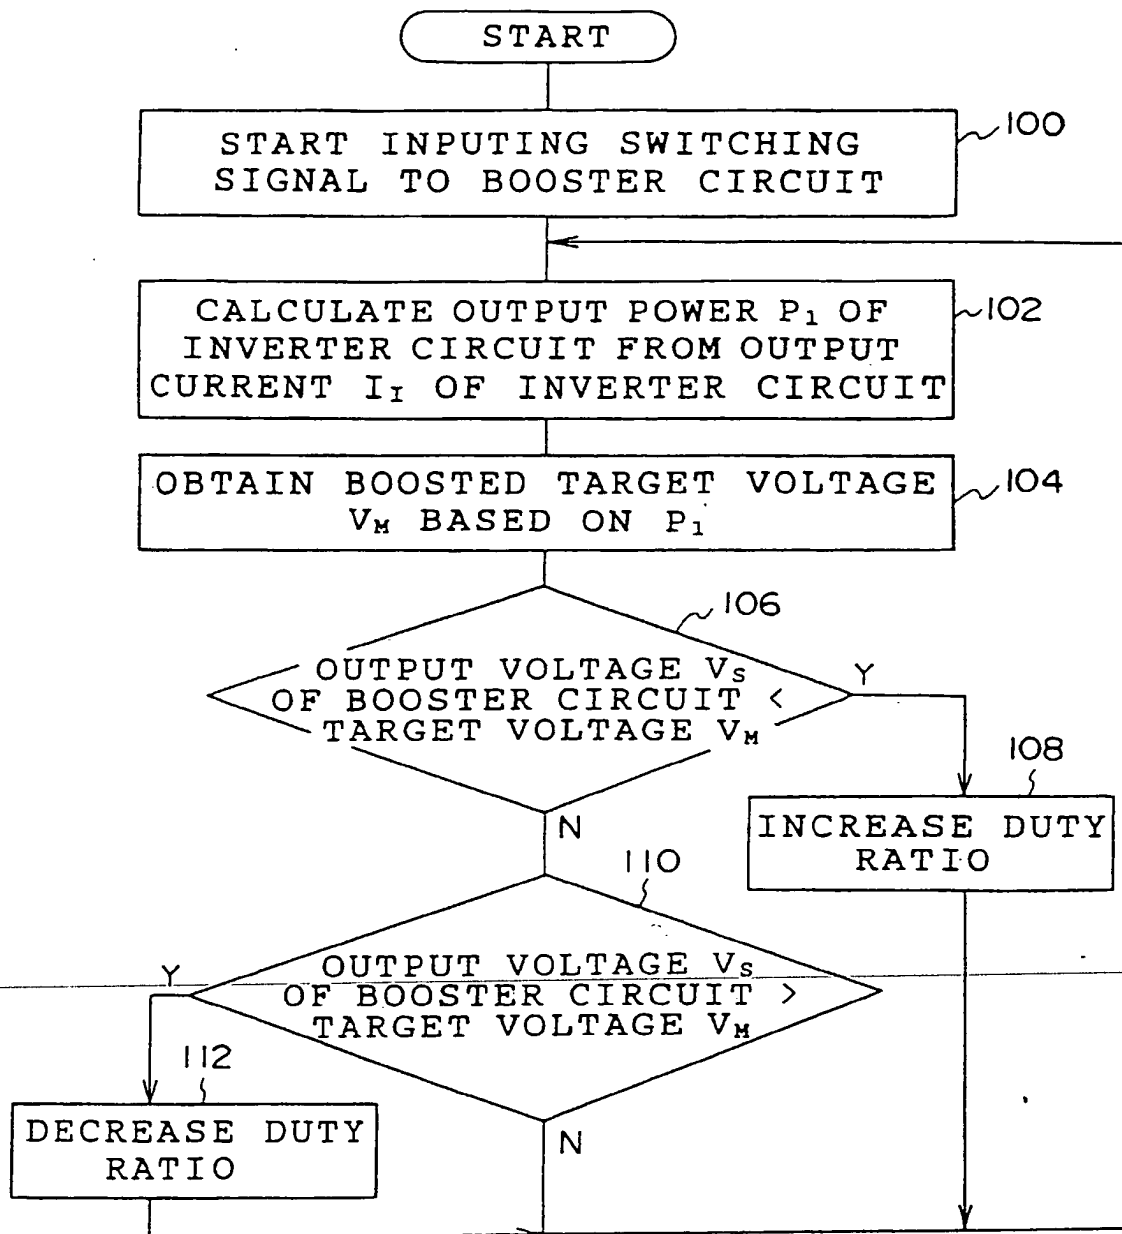 START
100
START INPUTING SWITCHING
SIGNAL TO BOOSTER CIRCUIT
102
CALCULATE OUTPUT POWER P1 OF
INVERTER CIRCUIT FROM OUTPUT
CURRENT II OF INVERTER CIRCUIT
104
OBTAIN BOOSTED TARGET VOLTAGE
VM BASED ON P1
106
OUTPUT VOLTAGE VS
OF BOOSTER CIRCUIT <
TARGET VOLTAGE VM
Y
N
108
INCREASE DUTY
RATIO
110
OUTPUT VOLTAGE VS
OF BOOSTER CIRCUIT >
TARGET VOLTAGE VM
Y
N
112
DECREASE DUTY
RATIO